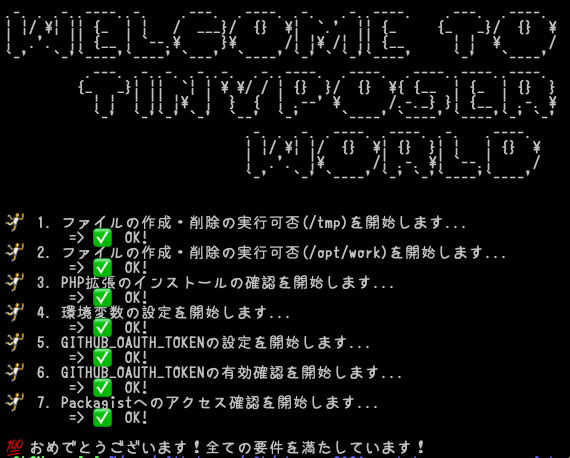 WELCOME TO
TINYPOSER
WORLD
1. ファイルの作成・削除の実行可否(/tmp)を開始します...
=> ✅ OK!
2. ファイルの作成・削除の実行可否(/opt/work)を開始します...
=> ✅ OK!
3. PHP拡張のインストールの確認を開始します...
=> ✅ OK!
4. 環境変数の設定を開始します...
=> ✅ OK!
5. GITHUB_OAUTH_TOKENの設定を開始します...
=> ✅ OK!
6. GITHUB_OAUTH_TOKENの有効確認を開始します...
=> ✅ OK!
7. Packagistへのアクセス確認を開始します...
=> ✅ OK!
💯 おめでとうございます！全ての要件を満たしています！